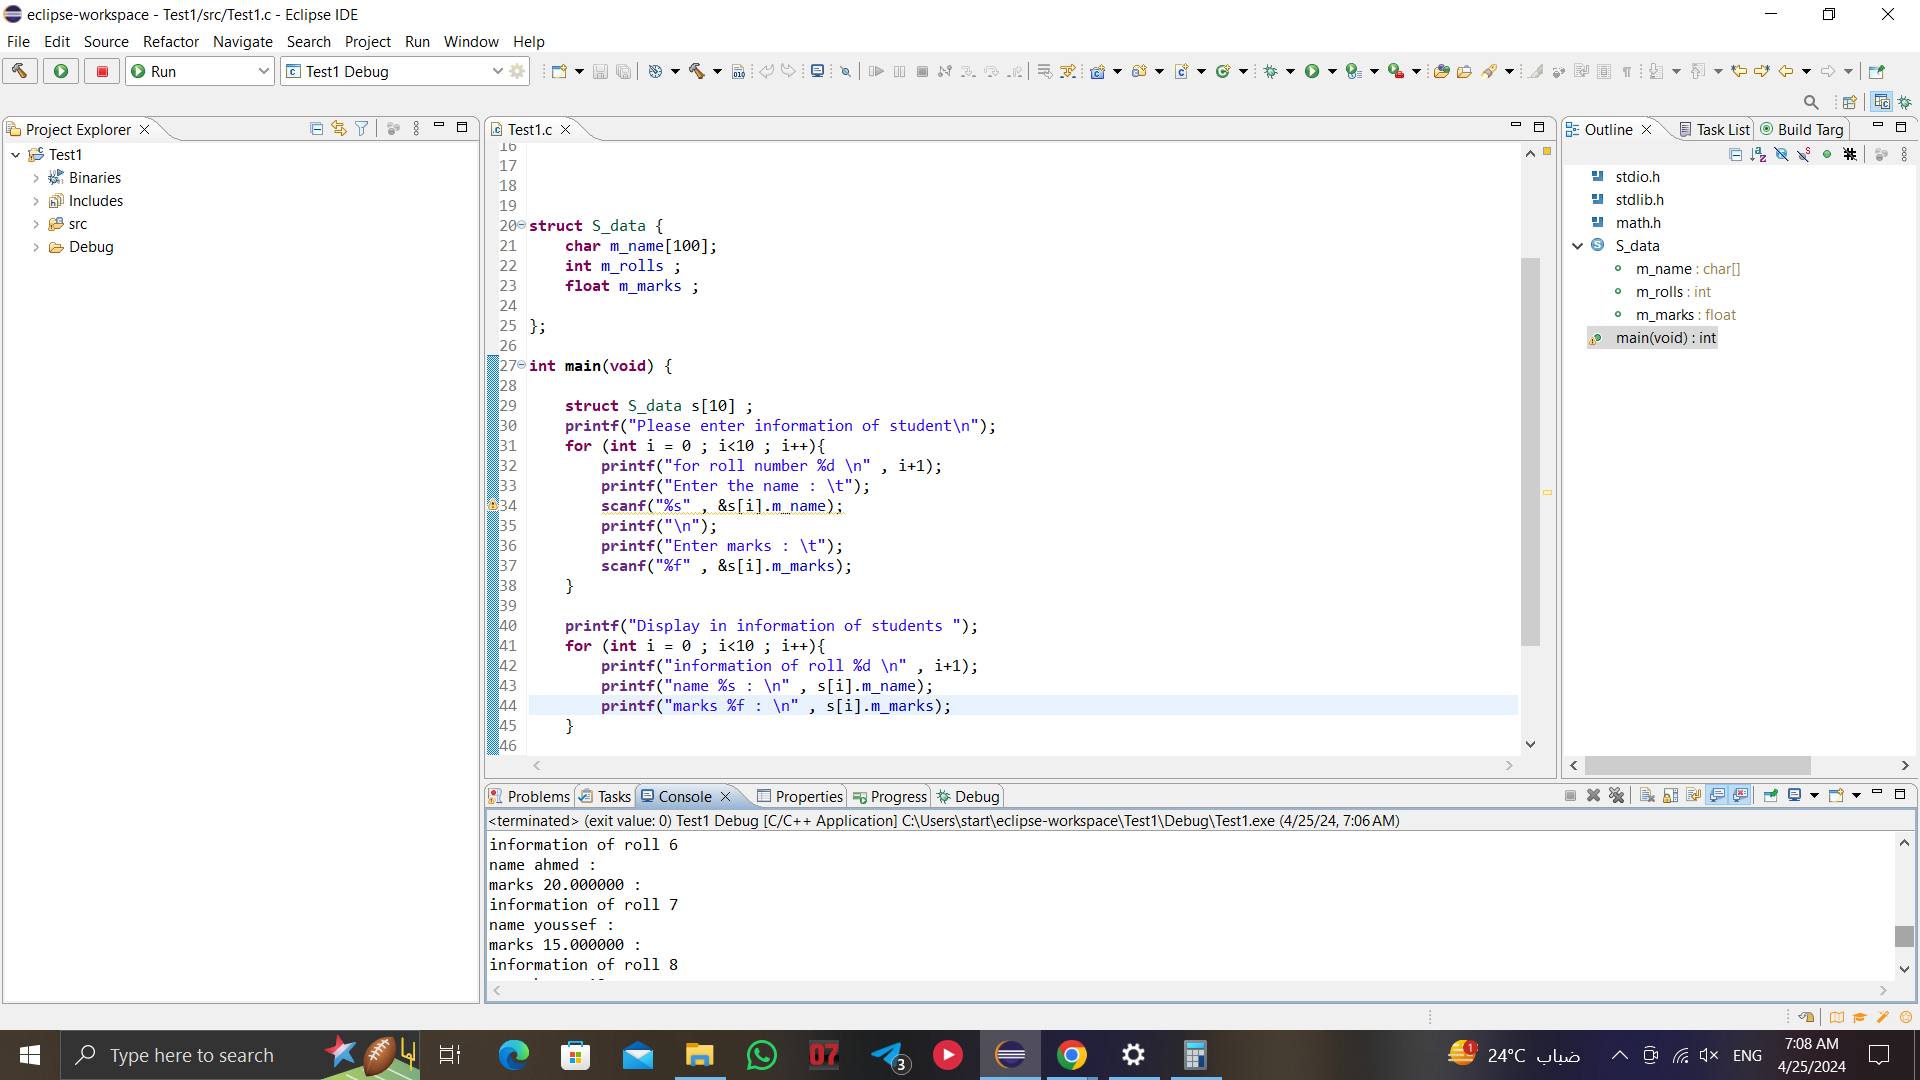 eclipse-workspace - Test1/src/Test1.c - Eclipse IDE
File Edit Source Refactor Navigate Search Project Run Window Help
Run
Test1 Debug
Project Explorer
Test1
Binaries
Includes
src
Debug
Test1.c
16
17
18
19
20 struct S_data {
21     char m_name[100];
22     int m_rolls ;
23     float m_marks ;
24
25 };
26
27 int main(void) {
28
29     struct S_data s[10] ;
30     printf("Please enter information of student\n");
31     for (int i = 0 ; i<10 ; i++){
32         printf("for roll number %d \n" , i+1);
33         printf("Enter the name : \t");
34         scanf("%s" , &s[i].m_name);
35         printf("\n");
36         printf("Enter marks : \t");
37         scanf("%f" , &s[i].m_marks);
38     }
39
40     printf("Display in information of students ");
41     for (int i = 0 ; i<10 ; i++){
42         printf("information of roll %d \n" , i+1);
43         printf("name %s : \n" , s[i].m_name);
44         printf("marks %f : \n" , s[i].m_marks);
45     }
46
Outline Task List Build Targ
stdio.h
stdlib.h
math.h
S_data
m_name : char[]
m_rolls : int
m_marks : float
main(void) : int
Problems Tasks Console Properties Progress Debug
<terminated> (exit value: 0) Test1 Debug [C/C++ Application] C:\Users\start\eclipse-workspace\Test1\Debug\Test1.exe (4/25/24, 7:06 AM)
information of roll 6
name ahmed :
marks 20.000000 :
information of roll 7
name youssef :
marks 15.000000 :
information of roll 8
Type here to search
07
3
1
24°C ضباب
ENG
7:08 AM
4/25/2024